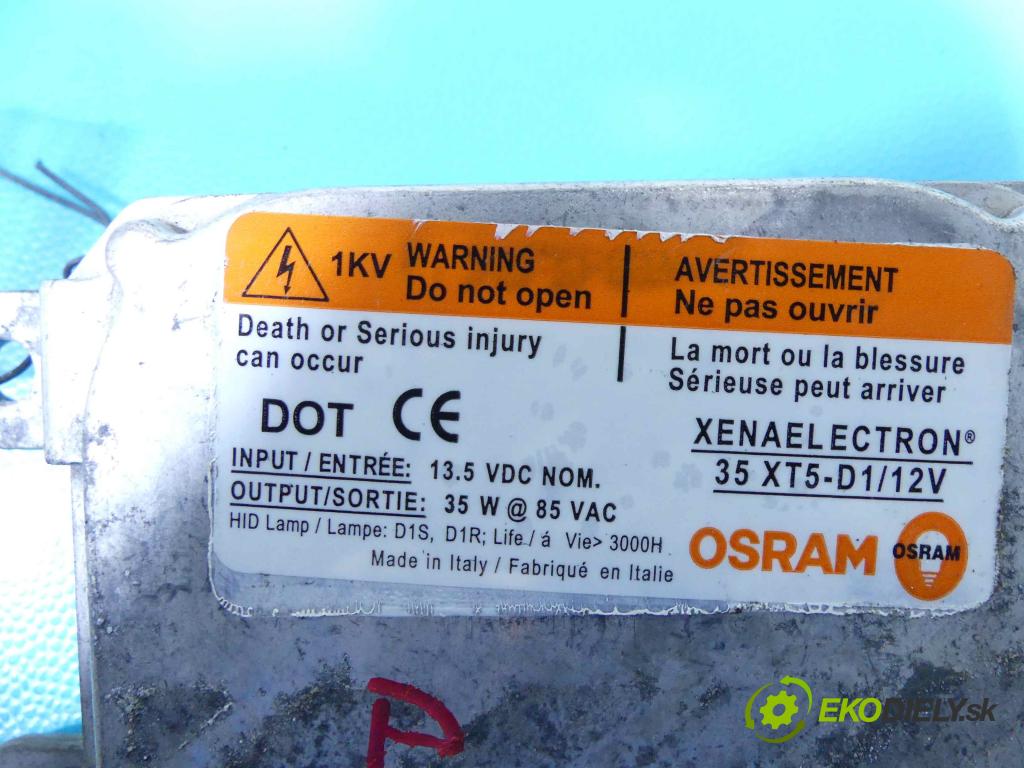 1KV WARNING
Do not open
AVERTISSEMENT
Ne pas ouvrir
Death or Serious injury
can occur
La mort ou la blessure
Sérieuse peut arriver
DOT CE
XENAELECTRON®
35 XT5-D1/12V
INPUT / ENTRÉE: 13.5 VDC NOM.
OUTPUT/SORTIE: 35 W @ 85 VAC
HID Lamp / Lampe: D1S, D1R; Life / á Vie> 3000H
Made in Italy / Fabriqué en Italie
OSRAM
OSRAM
P
EKODIELY.sk